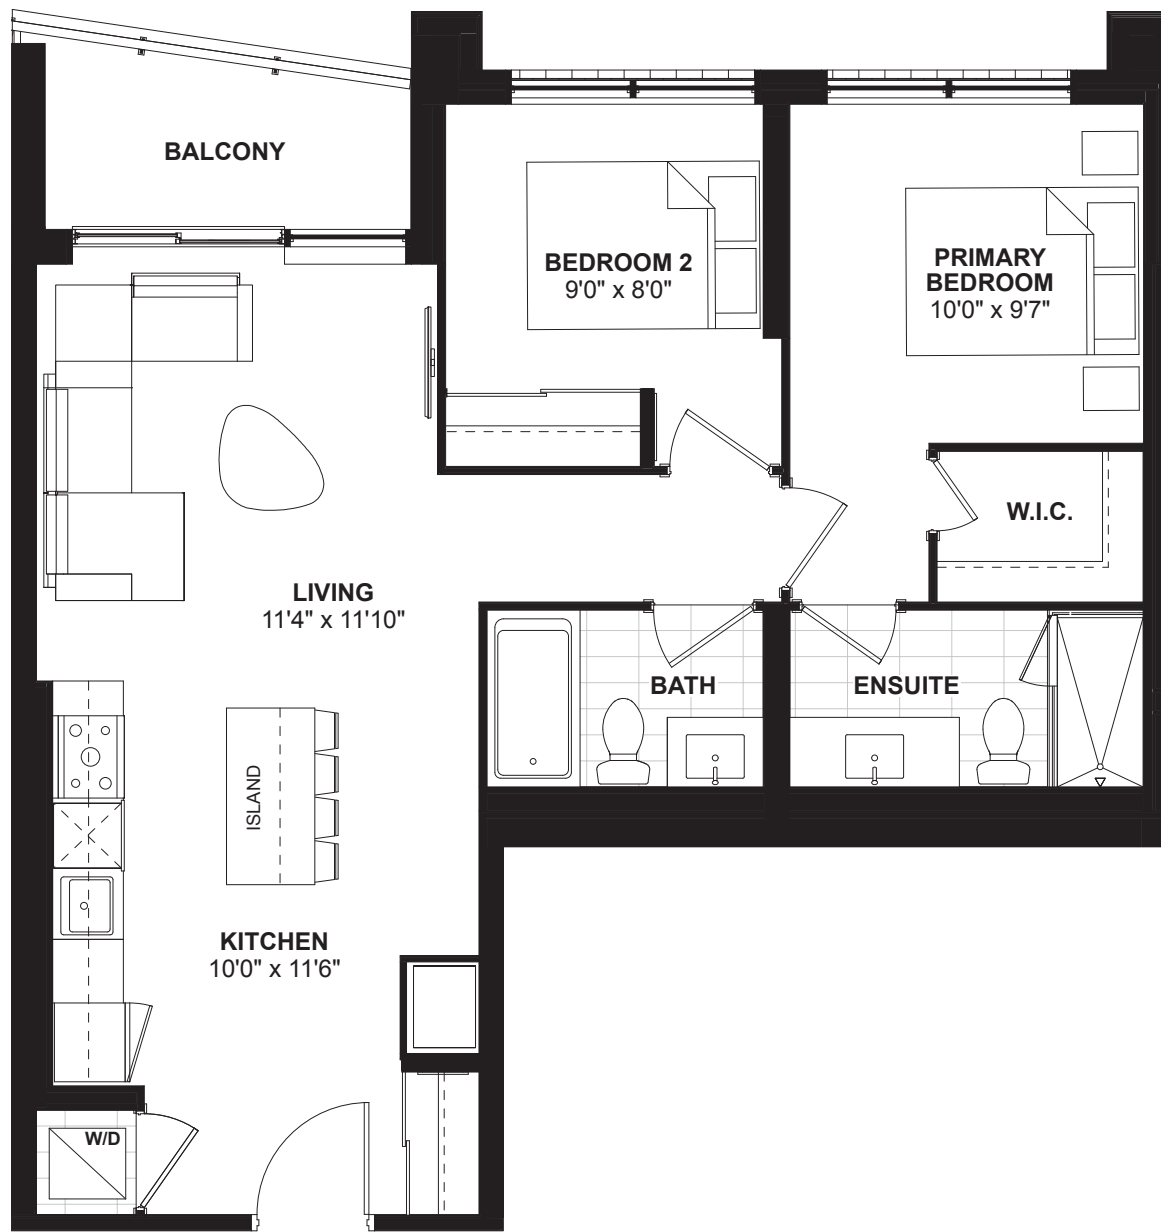 BALCONY
BEDROOM 2
9'0" x 8'0"
PRIMARY
BEDROOM
10'0" x 9'7"
W.I.C.
LIVING
11'4" x 11'10"
BATH
ENSUITE
ISLAND
KITCHEN
10'0" x 11'6"
W/D